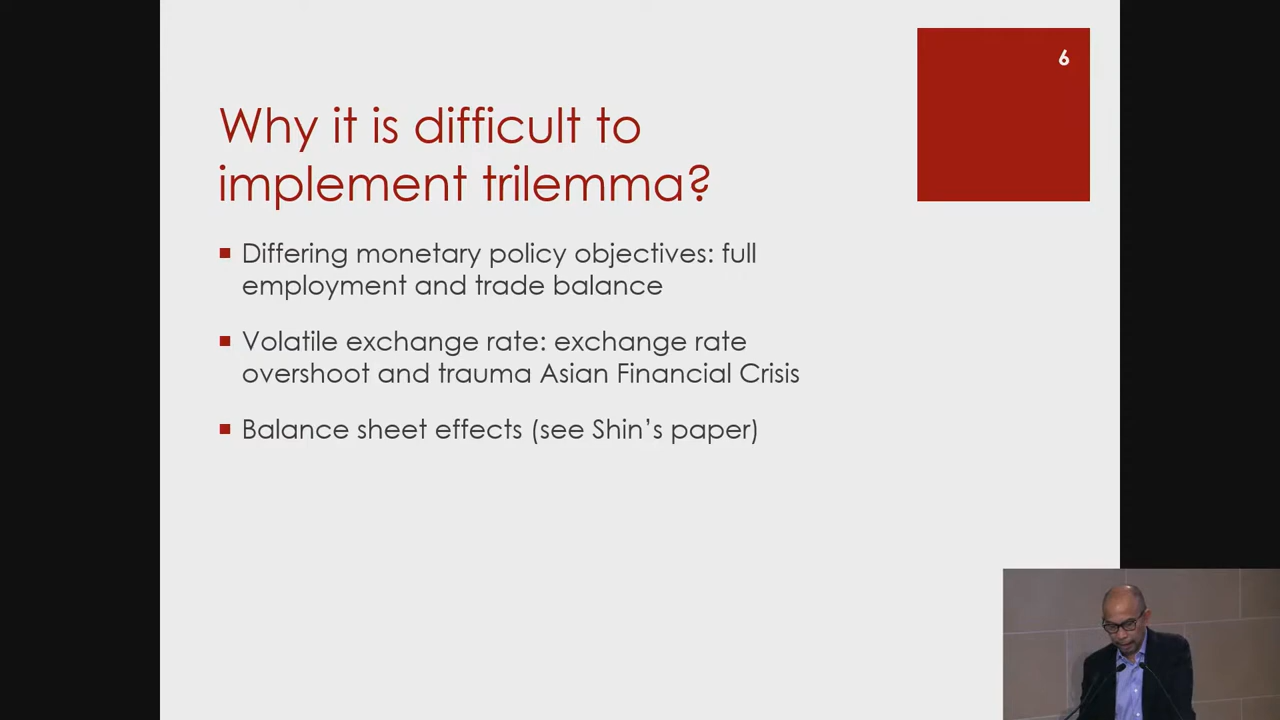 6
Why it is difficult to
implement trilemma?
Differing monetary policy objectives: full
employment and trade balance
Volatile exchange rate: exchange rate
overshoot and trauma Asian Financial Crisis
Balance sheet effects (see Shin’s paper)